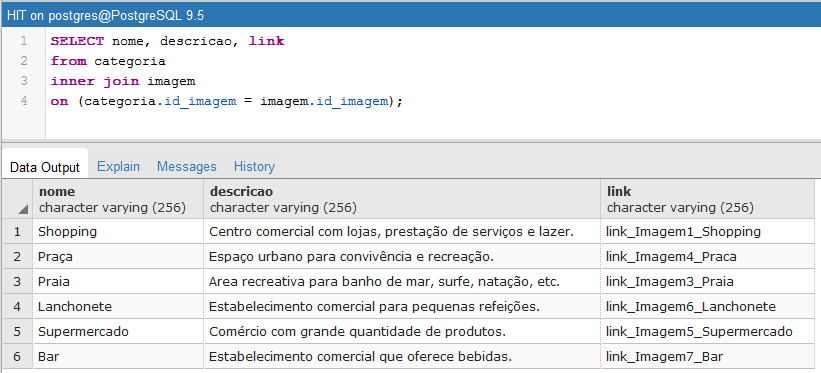 HIT on postgres@PostgreSQL 9.5
1 SELECT nome, descricao, link
2 from categoria
3 inner join imagem
4 on (categoria.id_imagem = imagem.id_imagem);
Data Output Explain Messages History
nome descricao link
character varying (256) character varying (256) character varying (256)
1 Shopping Centro comercial com lojas, prestação de serviços e lazer. link_Imagem1_Shopping
2 Praça Espaço urbano para convivência e recreação. link_Imagem4_Praca
3 Praia Area recreativa para banho de mar, surfe, natação, etc. link_Imagem3_Praia
4 Lanchonete Estabelecimento comercial para pequenas refeições. link_Imagem6_Lanchonete
5 Supermercado Comércio com grande quantidade de produtos. link_Imagem5_Supermercado
6 Bar Estabelecimento comercial que oferece bebidas. link_Imagem7_Bar